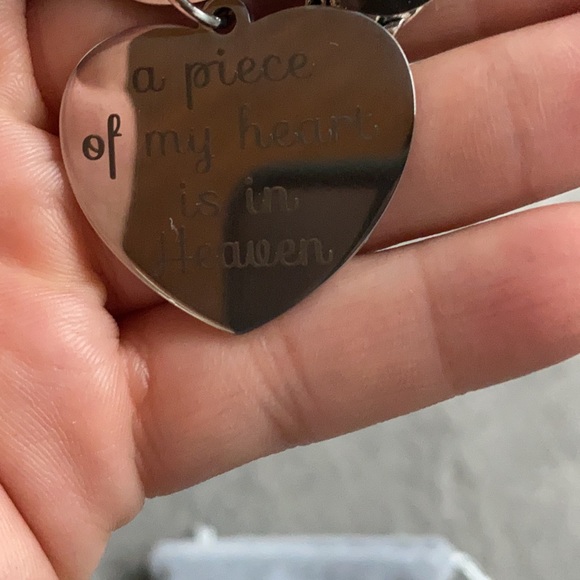 a piece
of my heart
is in
Heaven